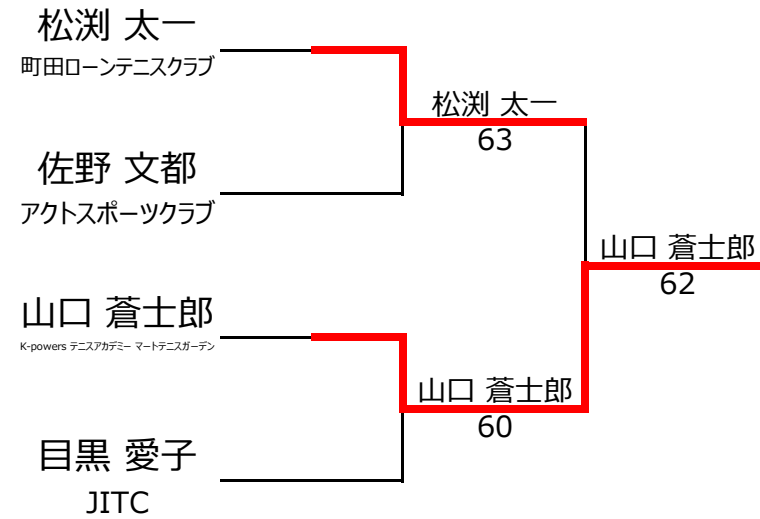 松渕 太一
町田ローンテニスクラブ
佐野 文都
アクトスポーツクラブ
山口 蒼士郎
K-powers テニスアカデミー マートテニスガーデン
目黒 愛子
JITC
松渕 太一
63
山口 蒼士郎
60
山口 蒼士郎
62